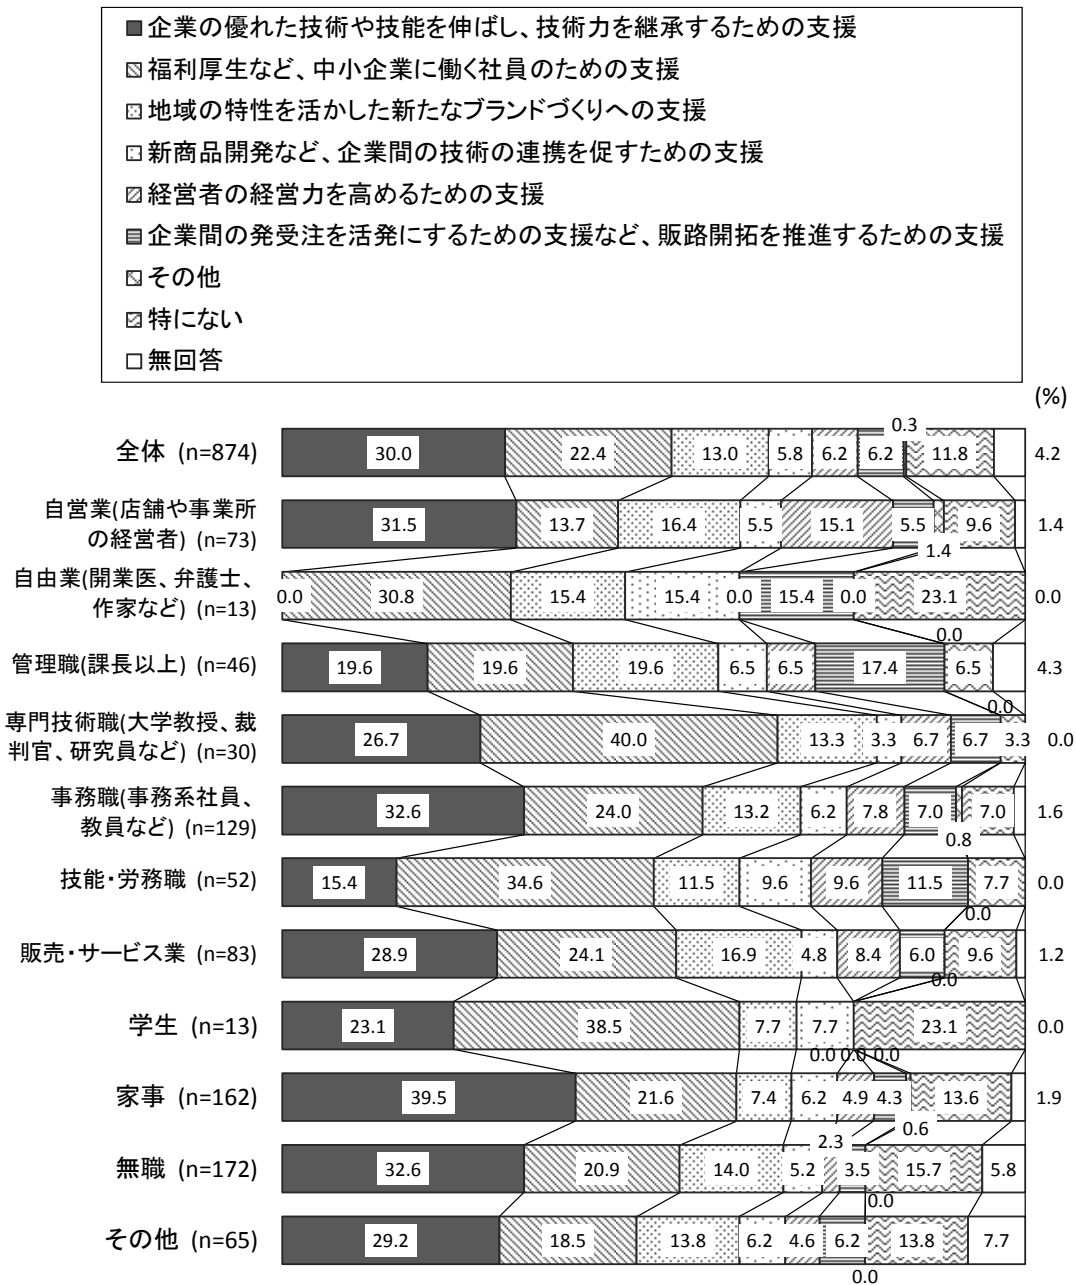 企業の優れた技術や技能を伸ばし、技術力を継承するための支援
福利厚生など、中小企業に働く社員のための支援
地域の特性を活かした新たなブランドづくりへの支援
新商品開発など、企業間の技術の連携を促すための支援
経営者の経営力を高めるための支援
企業間の発受注を活発にするための支援など、販路開拓を推進するための支援
その他
特にない
無回答
(%)
0.3
全体 (n=874) 30.0 22.4 13.0 5.8 6.2 6.2 11.8 4.2
自営業(店舗や事業所
の経営者) (n=73) 31.5 13.7 16.4 5.5 15.1 5.5 9.6 1.4
1.4
自由業(開業医、弁護士、
作家など) (n=13) 0.0 30.8 15.4 15.4 0.0 15.4 0.0 23.1 0.0
0.0
管理職(課長以上) (n=46) 19.6 19.6 19.6 6.5 6.5 17.4 6.5 4.3
0.0
専門技術職(大学教授、裁
判官、研究員など) (n=30) 26.7 40.0 13.3 3.3 6.7 6.7 3.3 0.0
事務職(事務系社員、
教員など) (n=129) 32.6 24.0 13.2 6.2 7.8 7.0 7.0 1.6
0.8
技能・労務職 (n=52) 15.4 34.6 11.5 9.6 9.6 11.5 7.7 0.0
0.0
販売・サービス業 (n=83) 28.9 24.1 16.9 4.8 8.4 6.0 9.6 1.2
0.0
学生 (n=13) 23.1 38.5 7.7 7.7 23.1 0.0
0.0 0.0 0.0
家事 (n=162) 39.5 21.6 7.4 6.2 4.9 4.3 13.6 1.9
0.6
2.3
無職 (n=172) 32.6 20.9 14.0 5.2 3.5 15.7 5.8
0.0
その他 (n=65) 29.2 18.5 13.8 6.2 4.6 6.2 13.8 7.7
0.0